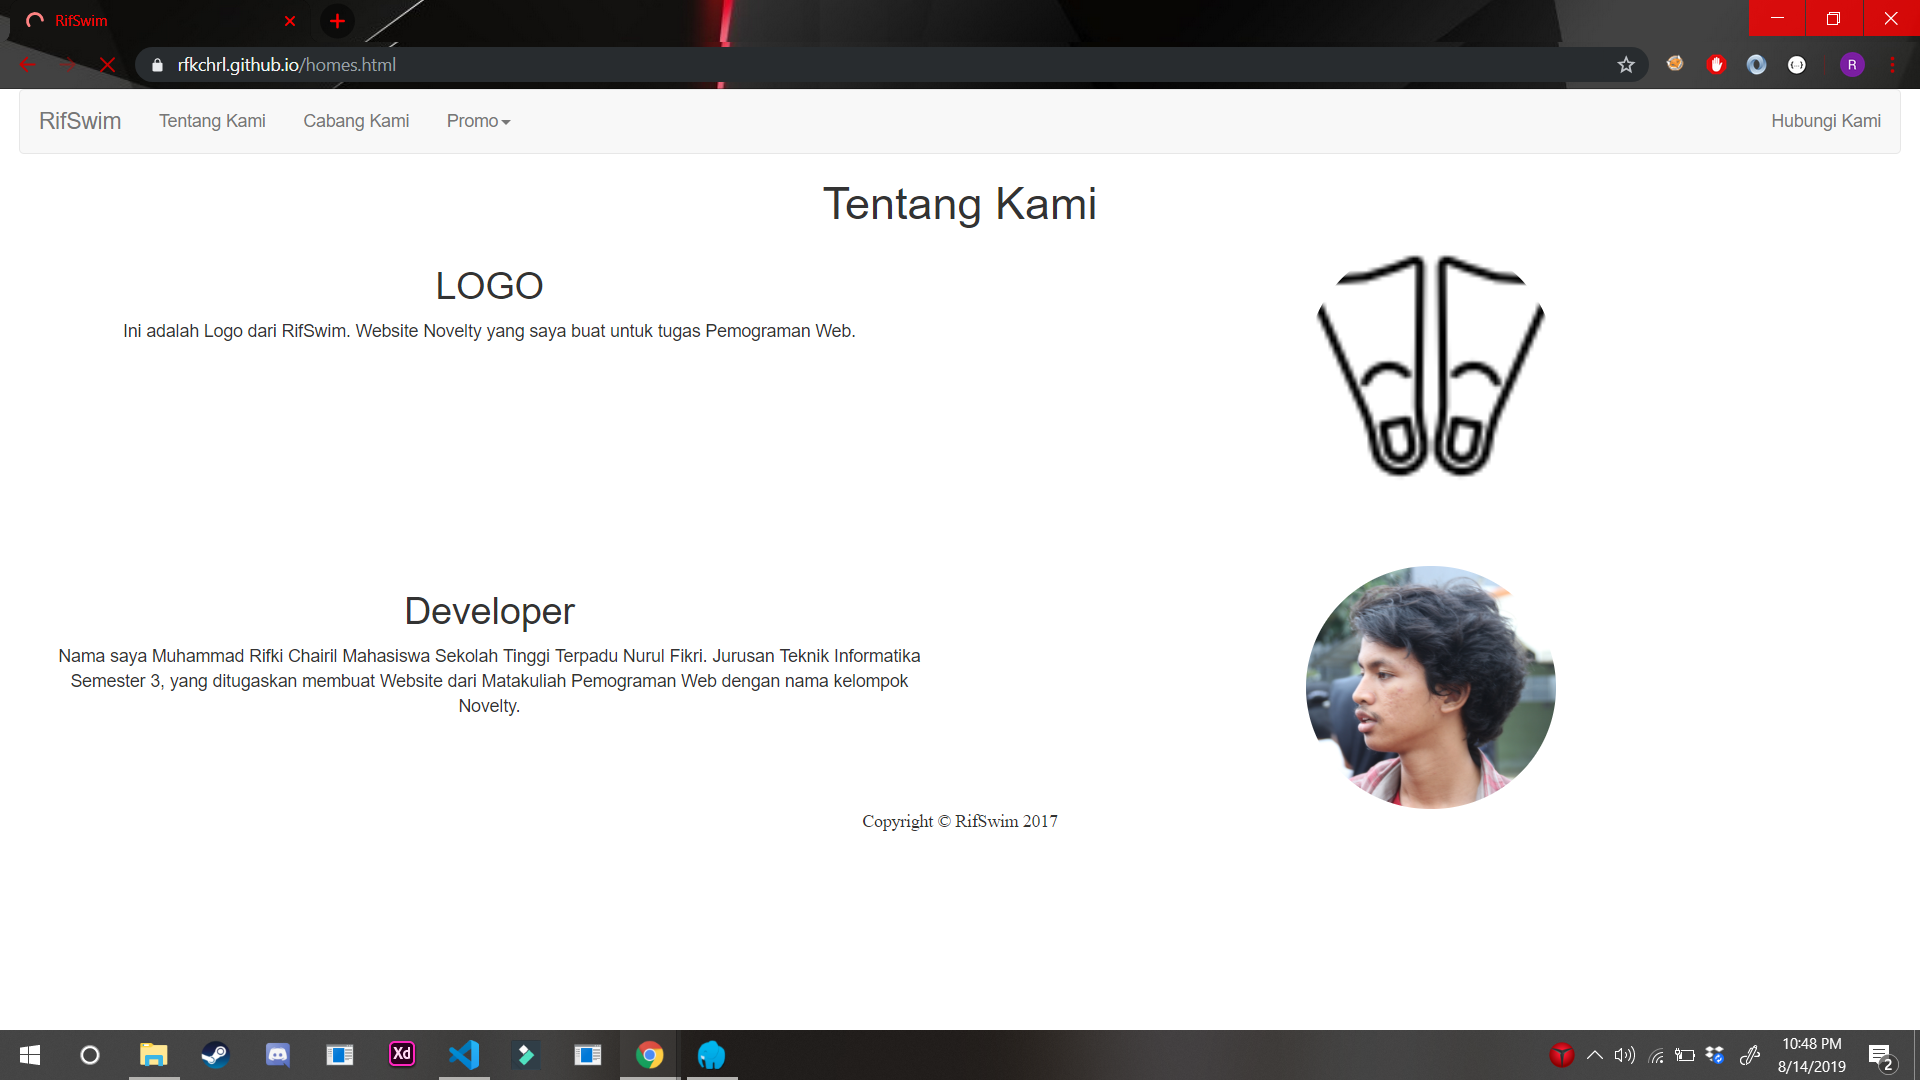 RifSwim
rfkchrl.github.io/homes.html
R
RifSwim Tentang Kami Cabang Kami Promo Hubungi Kami
Tentang Kami
LOGO
Ini adalah Logo dari RifSwim. Website Novelty yang saya buat untuk tugas Pemograman Web.
Developer
Nama saya Muhammad Rifki Chairil Mahasiswa Sekolah Tinggi Terpadu Nurul Fikri. Jurusan Teknik Informatika
Semester 3, yang ditugaskan membuat Website dari Matakuliah Pemograman Web dengan nama kelompok
Novelty.
Copyright © RifSwim 2017
Xd
10:48 PM
8/14/2019
2